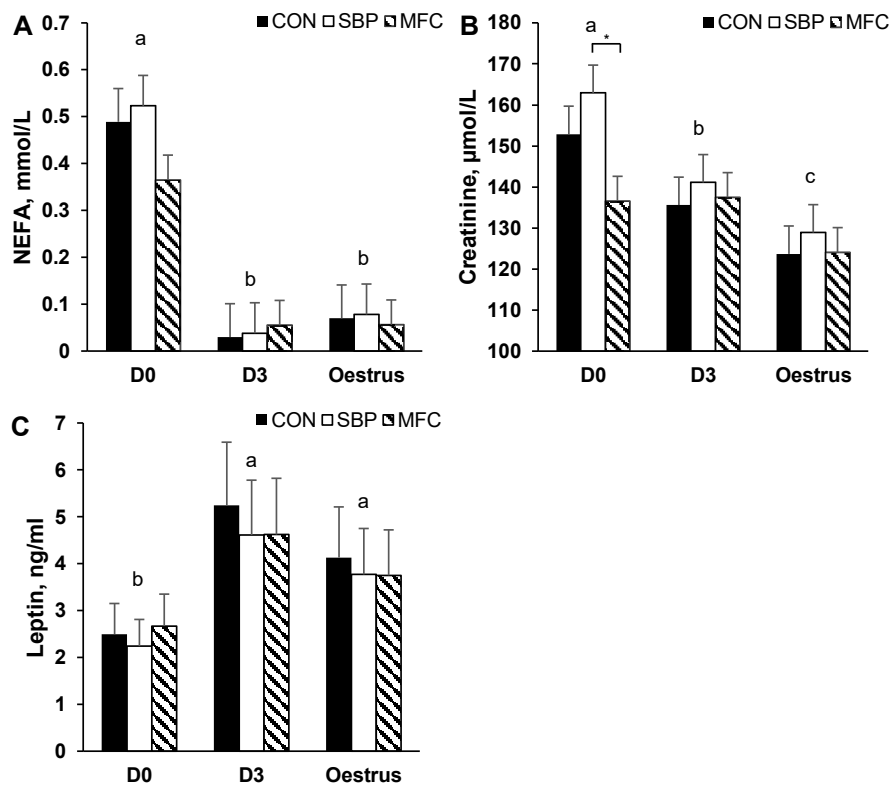 A
CON SBP MFC
NEFA, mmol/L
0.7
0.6
0.5
0.4
0.3
0.2
0.1
0
a
b
b
D0 D3 Oestrus
B
CON SBP MFC
Creatinine, µmol/L
180
170
160
150
140
130
120
110
100
a
*
b
c
D0 D3 Oestrus
C
CON SBP MFC
Leptin, ng/ml
7
6
5
4
3
2
1
0
b
a
a
D0 D3 Oestrus